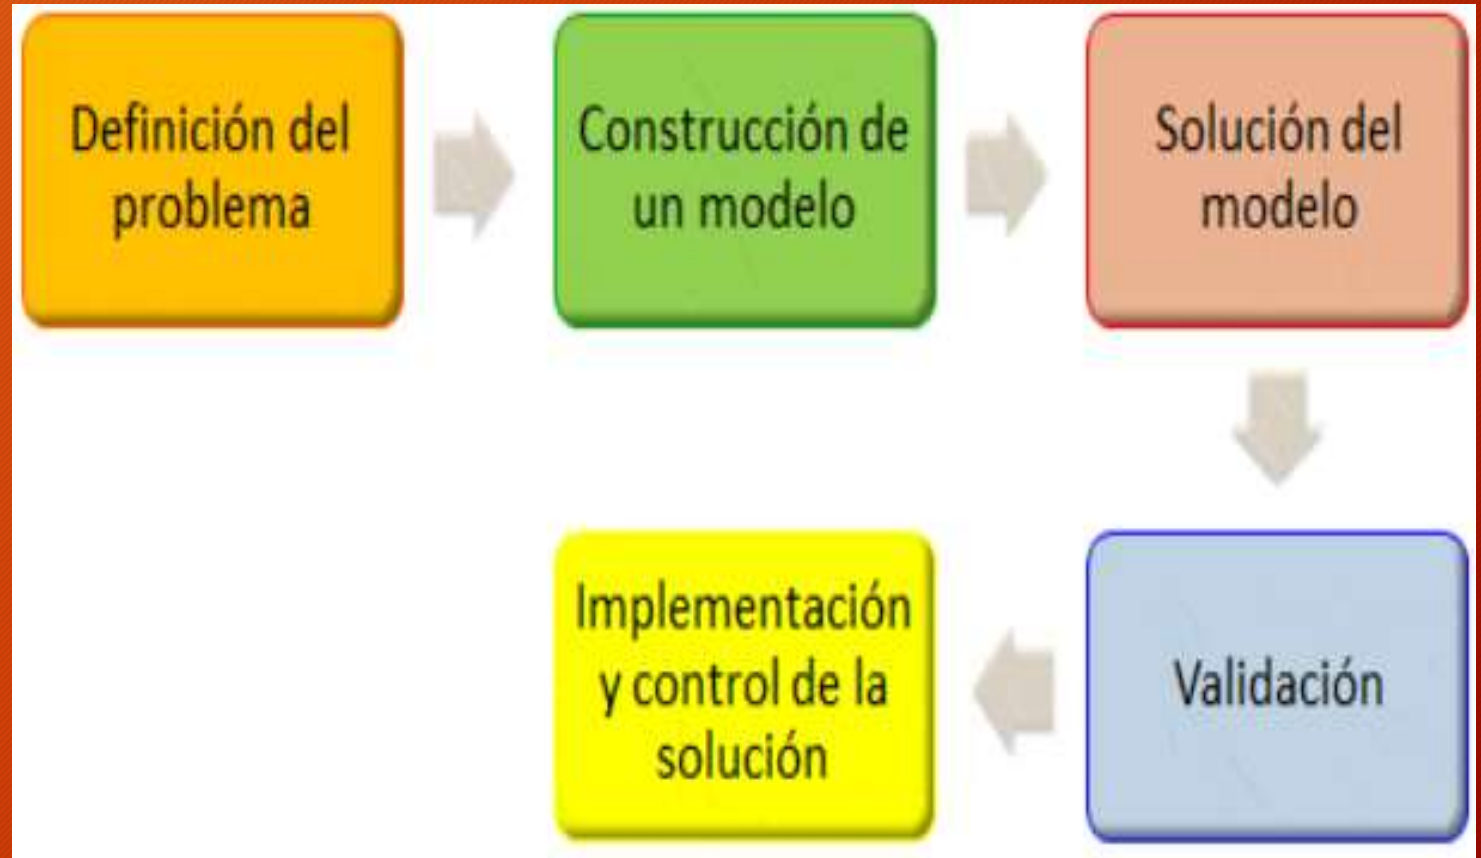 Definición del
problema
Construcción de
un modelo
Solución del
modelo
Validación
Implementación
y control de la
solución